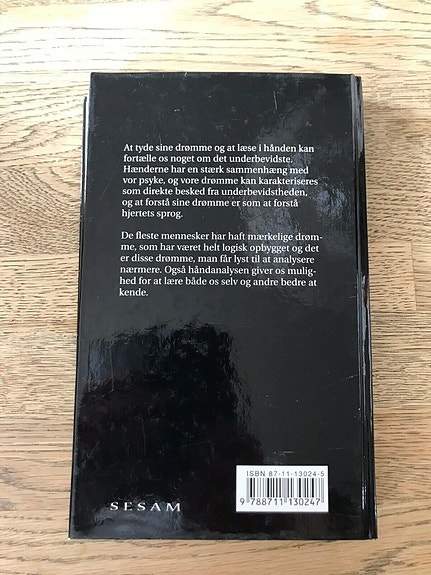 At tyde sine drømme og at læse i hånden kan
fortælle os noget om det underbevidste.
Hænderne har en stærk sammenhæng med
vor psyke, og vore drømme kan karakteriseres
som direkte besked fra underbevidstheden,
og at forstå sine drømme er som at forstå
hjertets sprog.
De fleste mennesker har haft mærkelige drøm-
me, som har været helt logisk opbygget og det
er disse drømme, man får lyst til at analysere
nærmere. Også håndanalysen giver os mulig-
hed for at lære både os selv og andre bedre at
kende.
ISBN 87-11-13024-5
9 788711 130247
SESAM